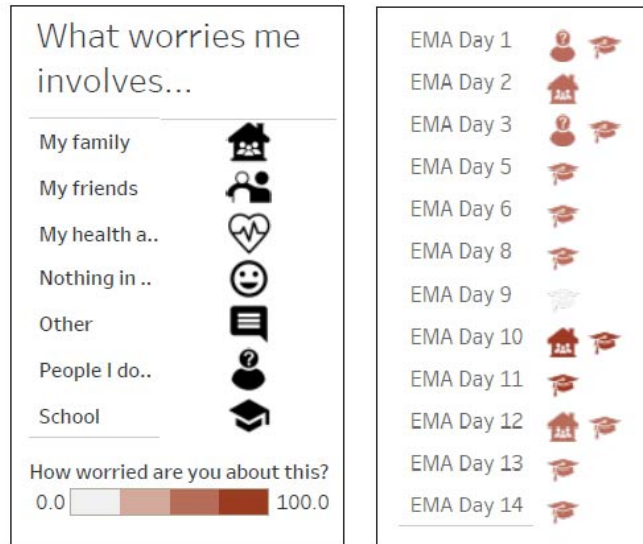 What worries me
involves...
My family
My friends
My health a..
Nothing in ..
Other
People I do..
School
How worried are you about this?
0.0 100.0
EMA Day 1
EMA Day 2
EMA Day 3
EMA Day 5
EMA Day 6
EMA Day 8
EMA Day 9
EMA Day 10
EMA Day 11
EMA Day 12
EMA Day 13
EMA Day 14